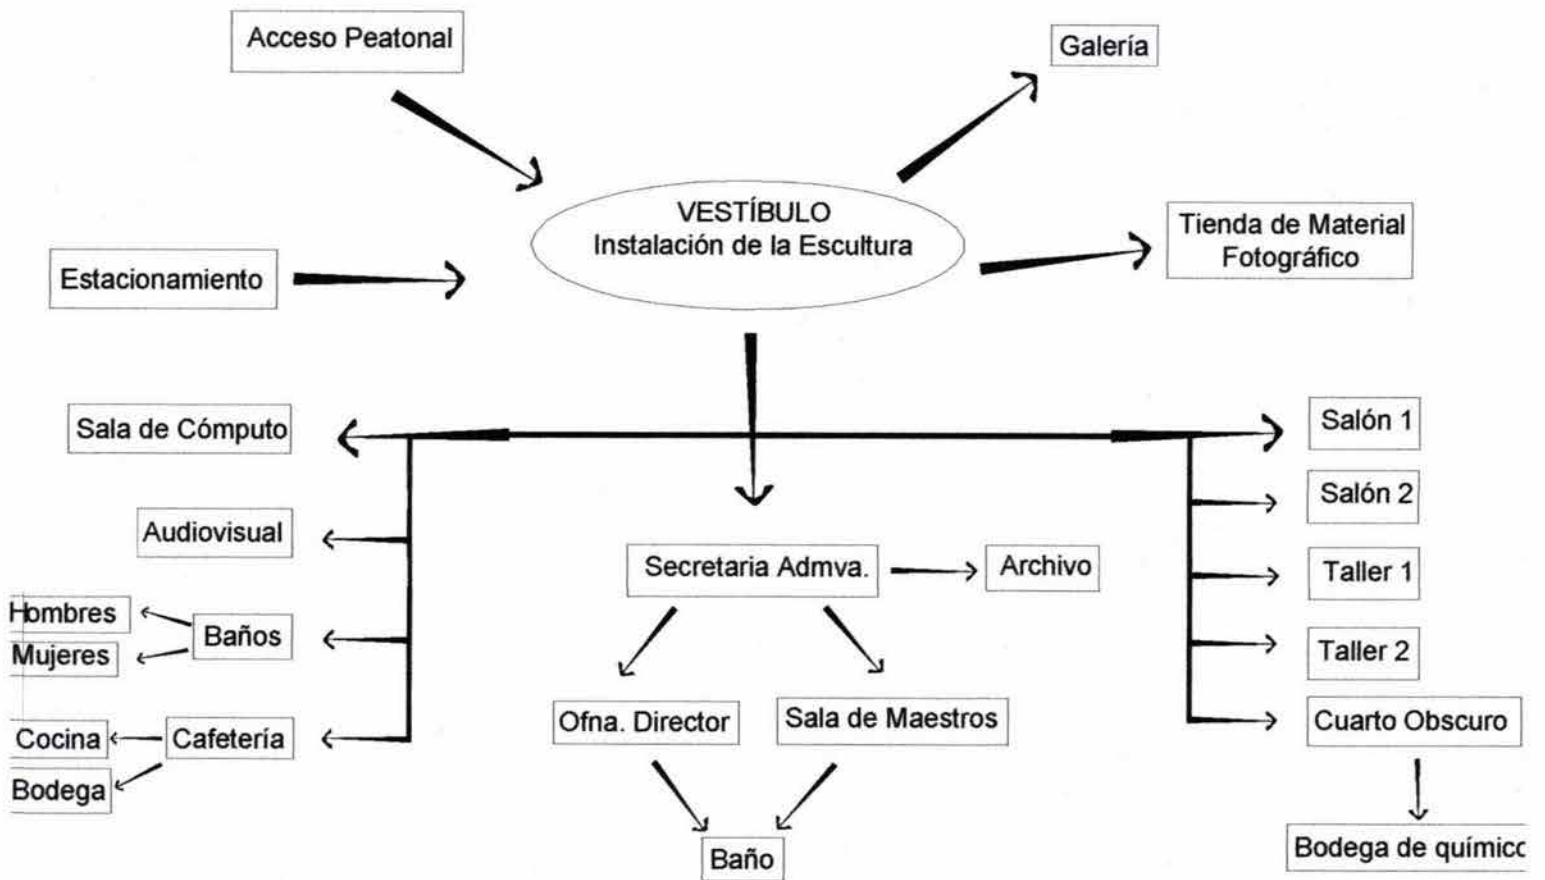 Acceso Peatonal
Galería
VESTÍBULO
Instalación de la Escultura
Tienda de Material
Fotográfico
Estacionamiento
Sala de Cómputo
Salón 1
Salón 2
Audiovisual
Secretaria Admva.
Archivo
Taller 1
Hombres
Baños
Mujeres
Taller 2
Ofna. Director
Sala de Maestros
Cuarto Obscuro
Cocina
Cafetería
Bodega
Baño
Bodega de